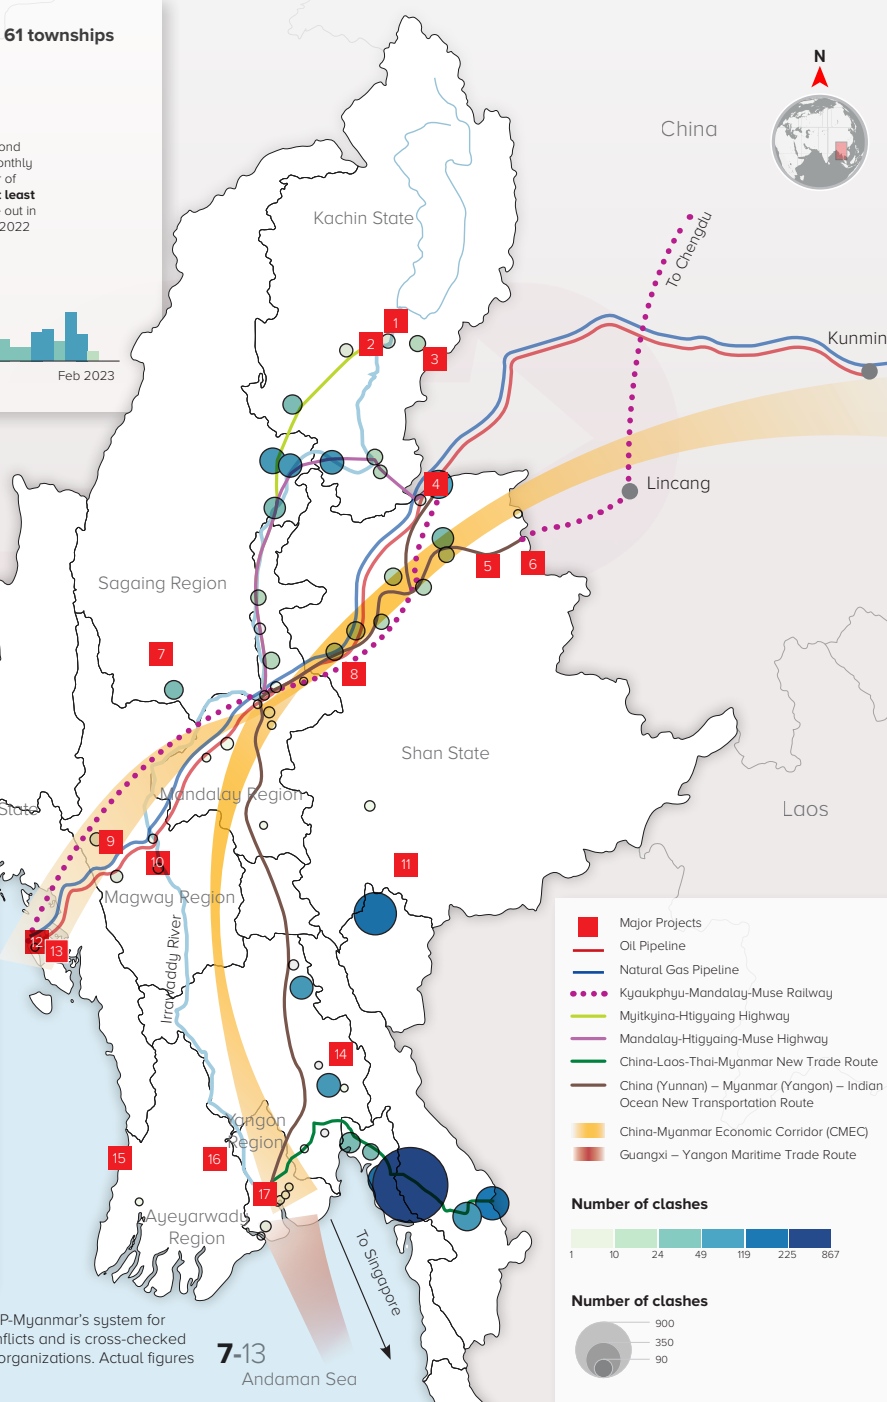 61 townships
ond
onthly
r of
t least
e out in
2022
Feb 2023
N
China
Kachin State
To Chengdu
1
2
3
Kunmin
4
Lincang
5
6
Sagaing Region
7
8
Shan State
Mandalay Region
State
Laos
9
10
11
Magway Region
12
13
Irrawaddy River
14
Yangon
Region
15
16
17
Ayeyarwady
Region
To Singapore
Andaman Sea
Major Projects
Oil Pipeline
Natural Gas Pipeline
Kyaukphyu-Mandalay-Muse Railway
Myitkyina-Htigyaing Highway
Mandalay-Htigyaing-Muse Highway
China-Laos-Thai-Myanmar New Trade Route
China (Yunnan) – Myanmar (Yangon) – Indian
Ocean New Transportation Route
China-Myanmar Economic Corridor (CMEC)
Guangxi – Yangon Maritime Trade Route
Number of clashes
1 10 24 49 119 225 867
Number of clashes
900
350
90
P-Myanmar's system for
nflicts and is cross-checked
organizations. Actual figures
7-13